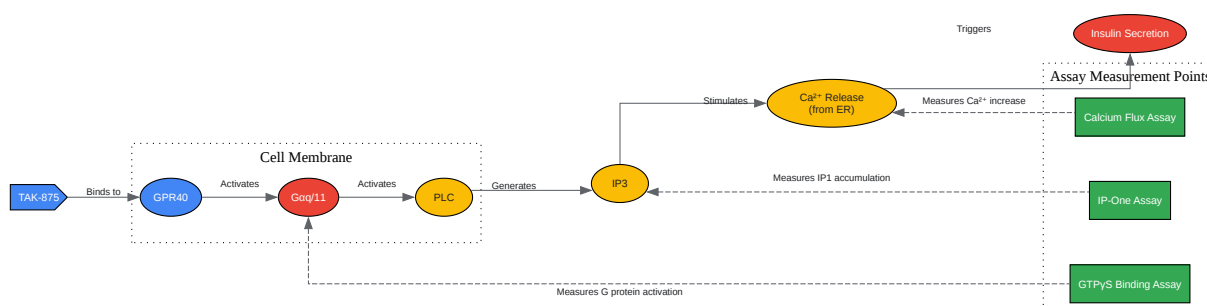 Triggers
Insulin Secretion
Assay Measurement Points
Ca²⁺ Release
(from ER)
Stimulates
Measures Ca²⁺ increase
Calcium Flux Assay
Cell Membrane
TAK-875
Binds to
GPR40
Activates
Gαq/11
Activates
PLC
Generates
IP3
Measures IP1 accumulation
IP-One Assay
Measures G protein activation
GTPγS Binding Assay